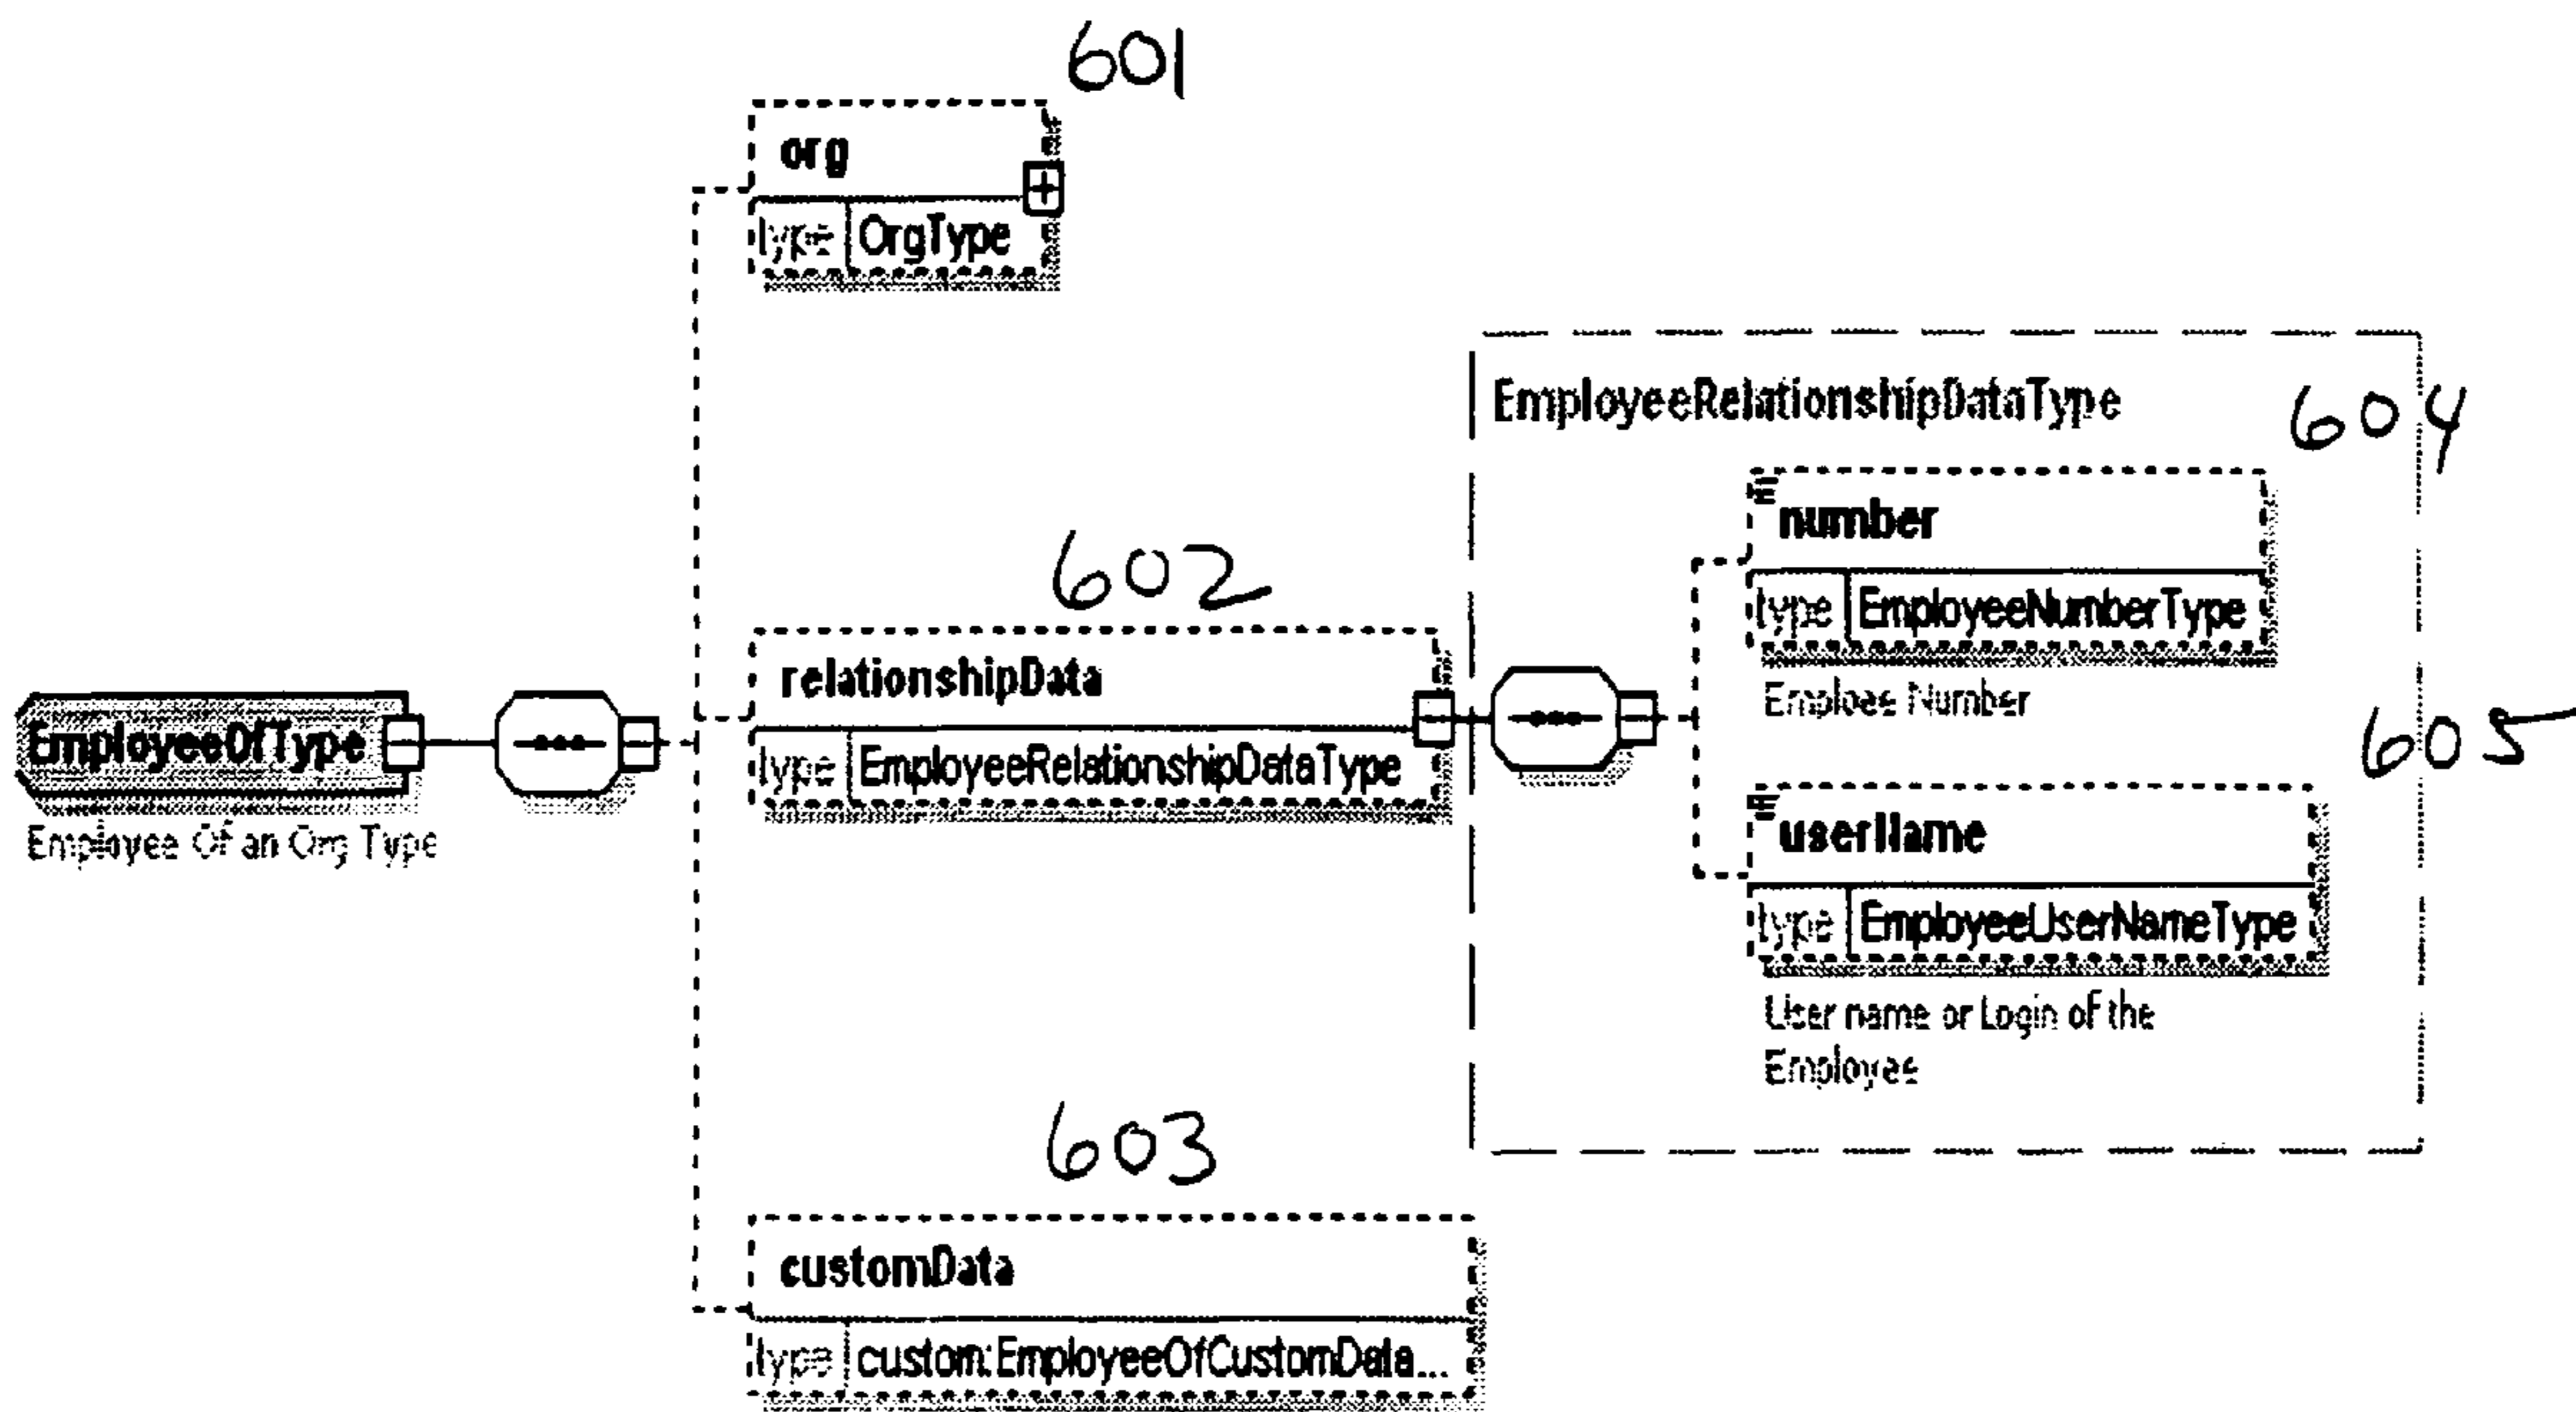 601
org
type OrgType
EmployeeRelationshipDataType
604
number
type EmployeeNumberType
Employee Number
602
relationshipData
type EmployeeRelationshipDataType
EmployeeOfType
Employee Of an Org Type
605
userName
type EmployeeUserNameType
User name or Login of the
Employee
603
customData
type custom:EmployeeOfCustomData...